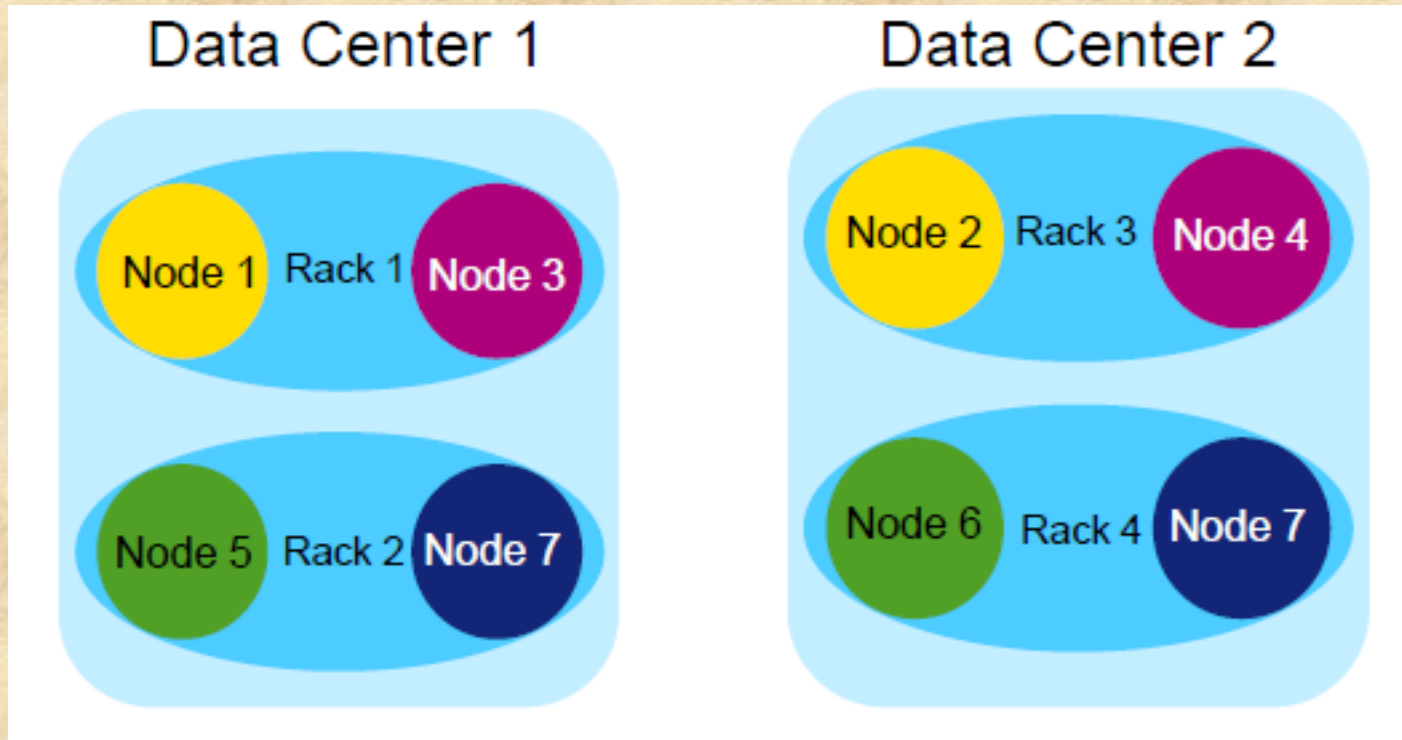 Data Center 1
Node 1 Rack 1 Node 3
Node 5 Rack 2 Node 7
Data Center 2
Node 2 Rack 3 Node 4
Node 6 Rack 4 Node 7